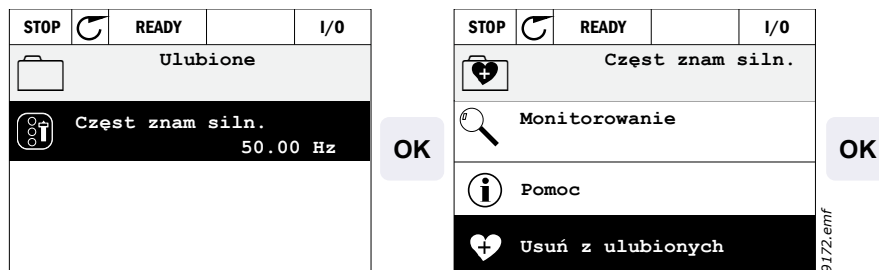 STOP READY I/O
Ulubione
Częst znam siln.
50.00 Hz
OK
STOP READY I/O
Częst znam siln.
Monitorowanie
Pomoc
Usuń z ulubionych
OK
9172.emf